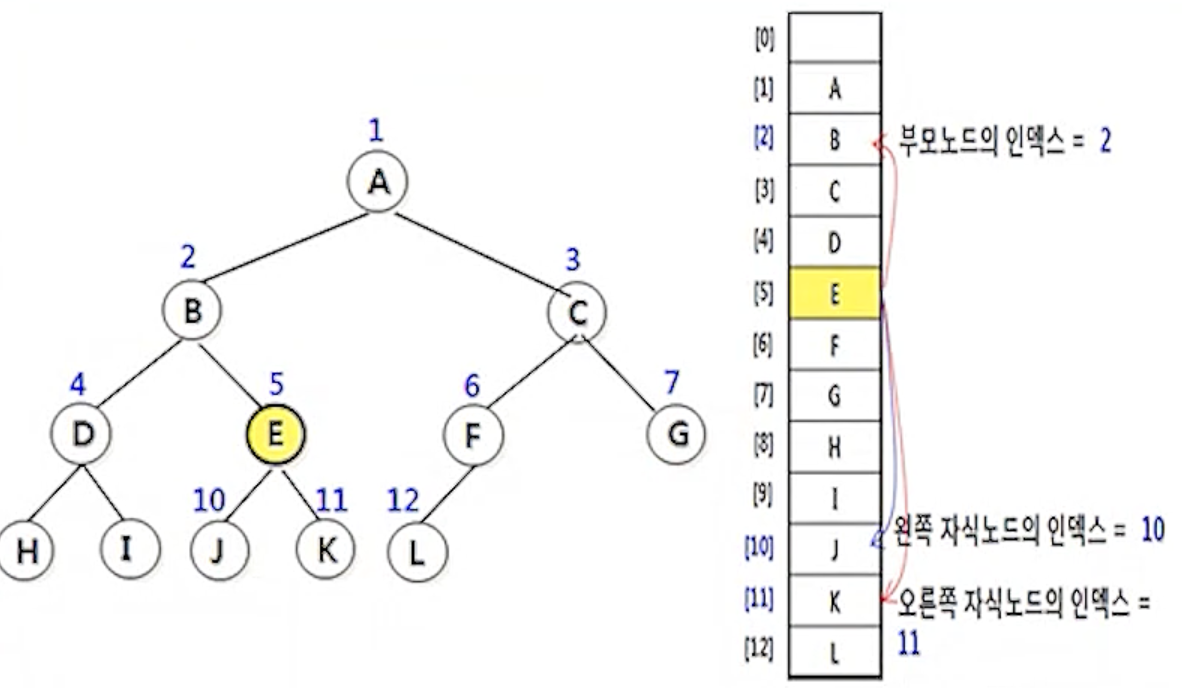 1
A
2
3
B
C
4
5
6
7
D
E
F
G
10
11
12
H
I
J
K
L
[0]
[1] A
[2] B 부모노드의 인덱스 = 2
[3] C
[4] D
[5] E
[6] F
[7] G
[8] H
[9] I
[10] J 왼쪽 자식노드의 인덱스 = 10
[11] K 오른쪽 자식노드의 인덱스 =
11
[12] L